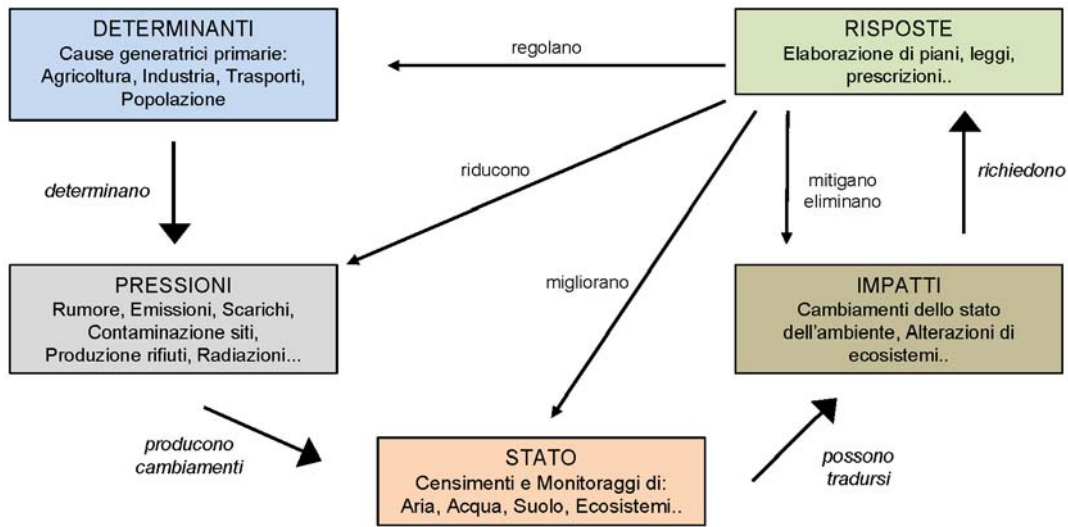 DETERMINANTI
Cause generatrici primarie:
Agricoltura, Industria, Trasporti,
Popolazione
regolano
RISPOSTE
Elaborazione di piani, leggi,
prescrizioni..
determinano
riducono
mitigano
eliminano
richiedono
migliorano
PRESSIONI
Rumore, Emissioni, Scarichi,
Contaminazione siti,
Produzione rifiuti, Radiazioni...
IMPATTI
Cambiamenti dello stato
dell'ambiente, Alterazioni di
ecosistemi..
producono
cambiamenti
STATO
Censimenti e Monitoraggi di:
Aria, Acqua, Suolo, Ecosistemi..
possono
tradursi